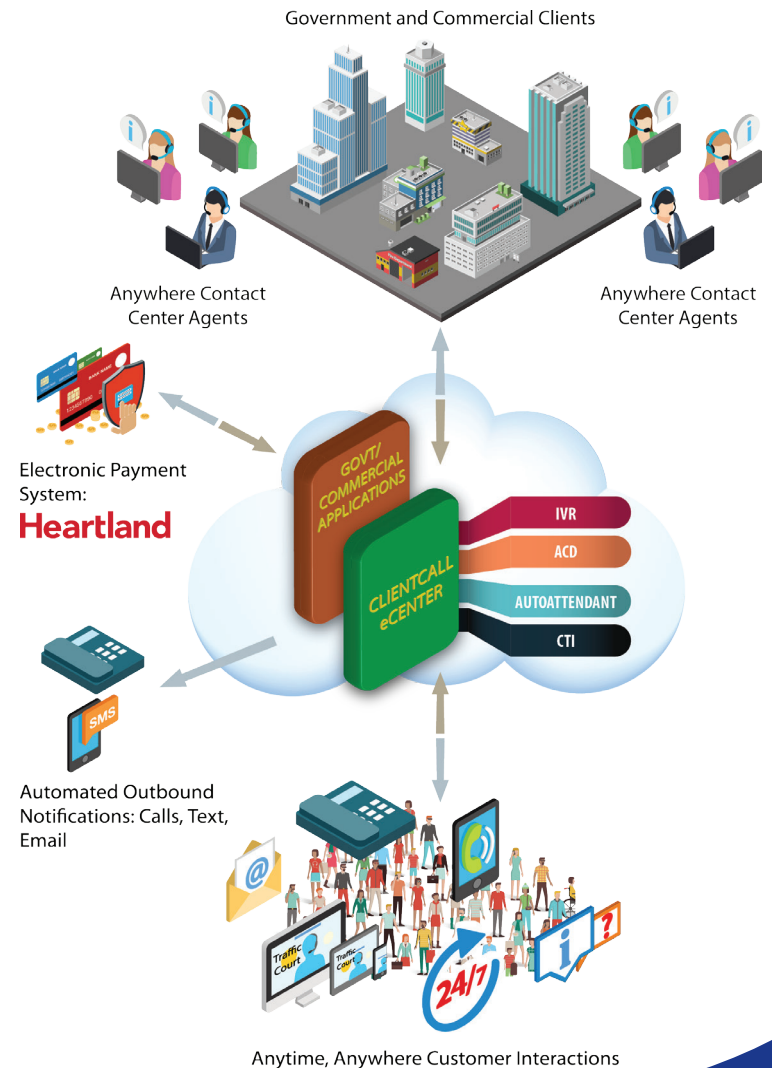 Government and Commercial Clients
Anywhere Contact
Center Agents
Anywhere Contact
Center Agents
BANK NAME
Electronic Payment
System:
Heartland
GOVT/
COMMERCIAL
APPLICATIONS
CLIENTCALL
eCENTER
IVR
ACD
AUTOATTENDANT
CTI
SMS
Automated Outbound
Notifications: Calls, Text,
Email
@
Traffic
Court
Traffic
Court
24/7
i
?
Anytime, Anywhere Customer Interactions